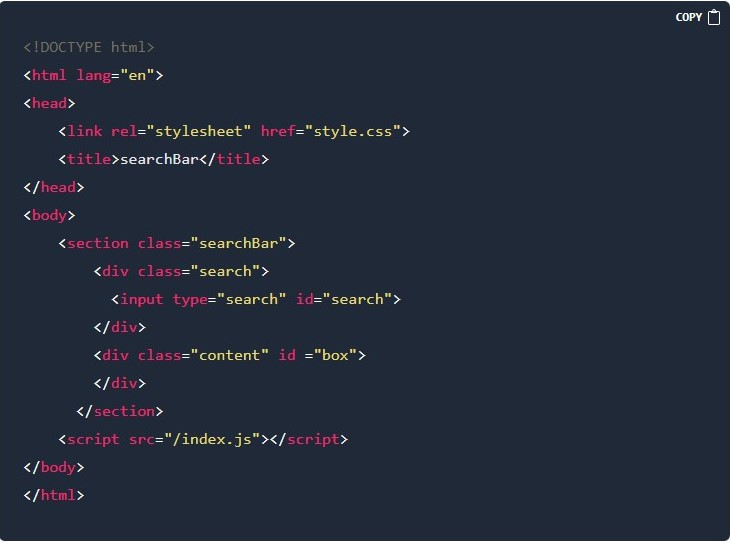 COPY
<!DOCTYPE html>
<html lang="en">
<head>
    <link rel="stylesheet" href="style.css">
    <title>searchBar</title>
</head>
<body>
    <section class="searchBar">
        <div class="search">
          <input type="search" id="search">
        </div>
        <div class="content" id ="box">
        </div>
      </section>
    <script src="/index.js"></script>
</body>
</html>